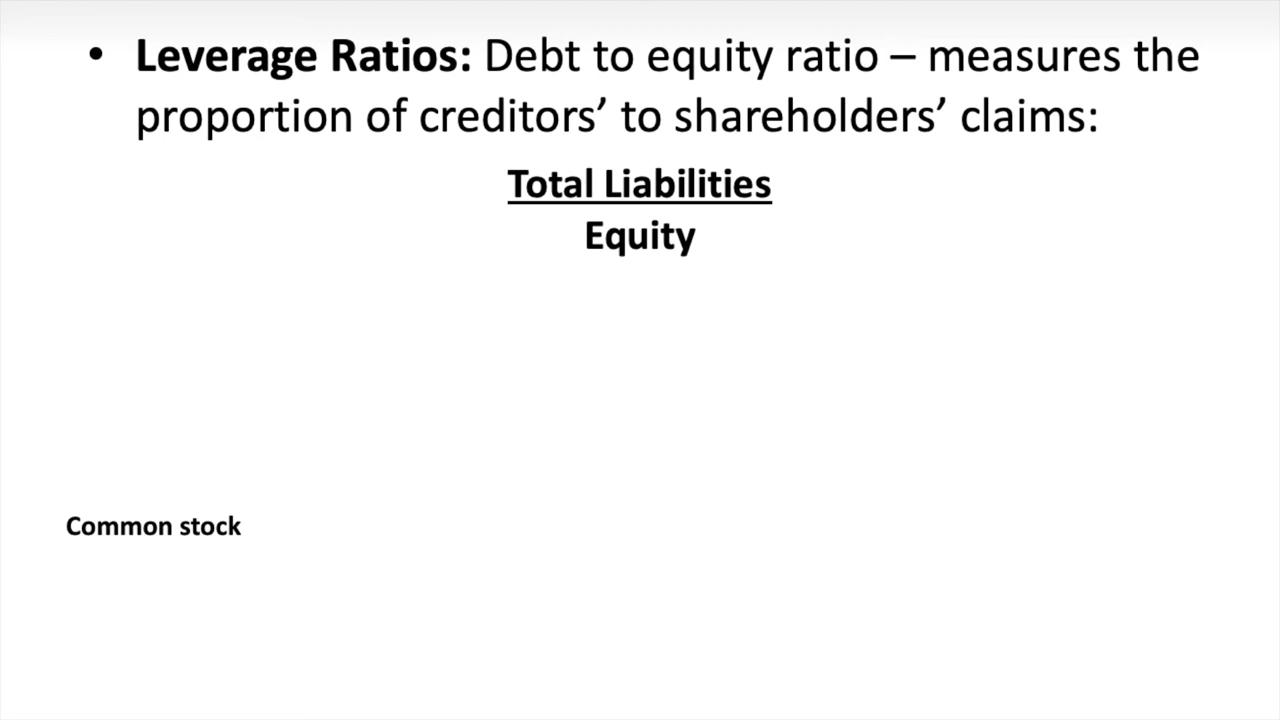 • Leverage Ratios: Debt to equity ratio – measures the
proportion of creditors’ to shareholders’ claims:
Total Liabilities
Equity
Common stock